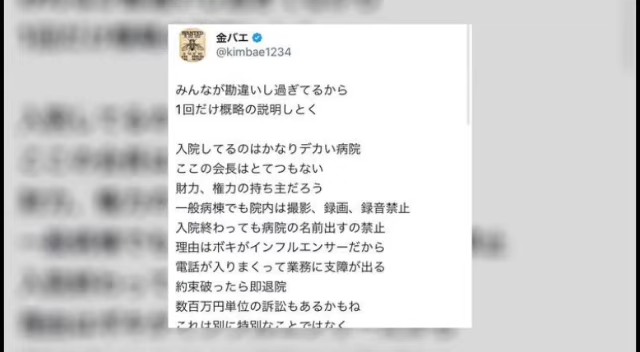 金バエ
@kimbae1234
みんなが勘違いし過ぎてるから
1回だけ概略の説明しとく
入院してるのはかなりデカい病院
ここの会長はとてつもない
財力、権力の持ち主だろう
一般病棟でも院内は撮影、録画、録音禁止
入院終わっても病院の名前出すの禁止
理由はボキがインフルエンサーだから
電話が入りまくって業務に支障が出る
約束破ったら即退院
数百万円単位の訴訟もあるかもね
これは別に特別なことではなく